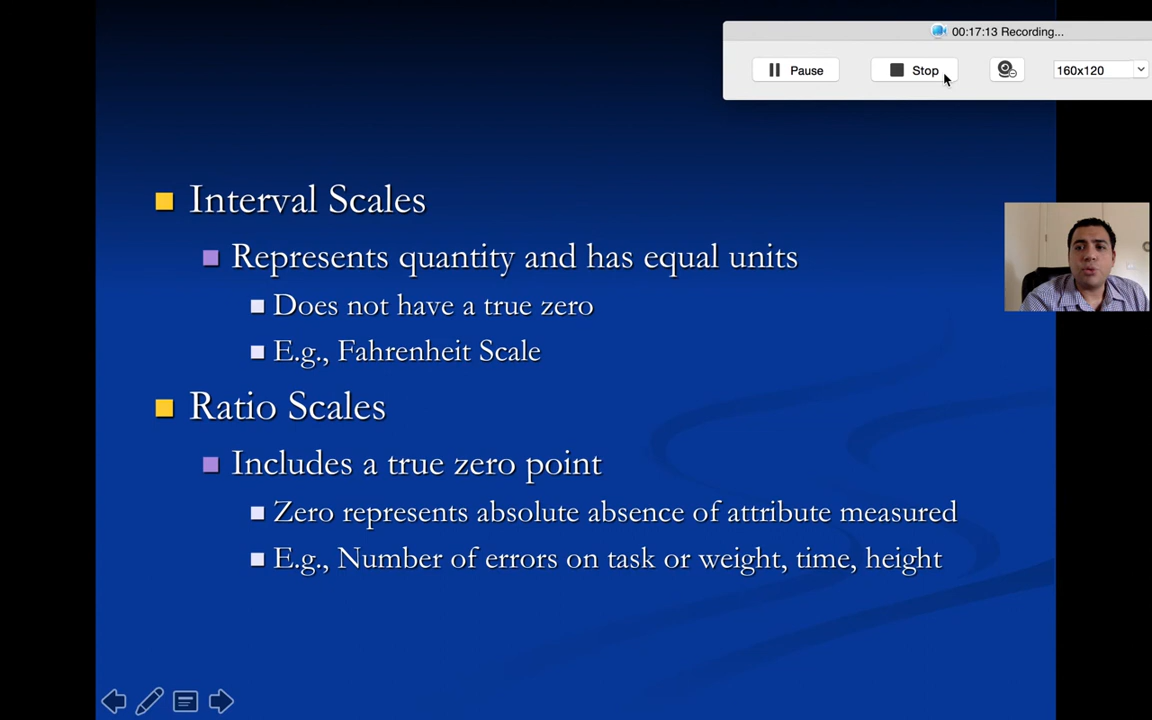 00:17:13 Recording...
Pause
Stop
160x120
Interval Scales
Represents quantity and has equal units
Does not have a true zero
E.g., Fahrenheit Scale
Ratio Scales
Includes a true zero point
Zero represents absolute absence of attribute measured
E.g., Number of errors on task or weight, time, height